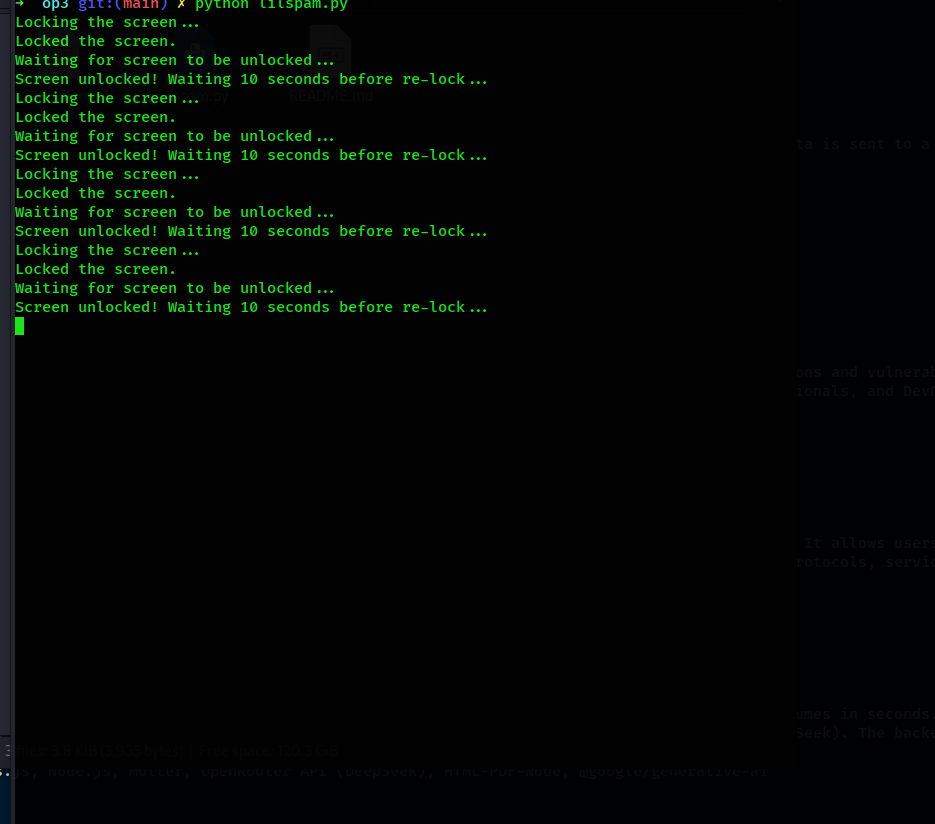 ➜  op3 git:(main) ✗ python lilspam.py
Locking the screen...
Locked the screen.
Waiting for screen to be unlocked...
Screen unlocked! Waiting 10 seconds before re-lock...
Locking the screen...
Locked the screen.
Waiting for screen to be unlocked...
Screen unlocked! Waiting 10 seconds before re-lock...
Locking the screen...
Locked the screen.
Waiting for screen to be unlocked...
Screen unlocked! Waiting 10 seconds before re-lock...
Locking the screen...
Locked the screen.
Waiting for screen to be unlocked...
Screen unlocked! Waiting 10 seconds before re-lock...
README.md
ta is sent to a
ons and vulnerab
ionals, and Dev
It allows users
rotocols, servic
umes in seconds
Seek). The back
Free space:
s.js, Node.js, Multer, OpenRouter API (DeepSeek), HTML-PDF-Node, @google/generative-ai